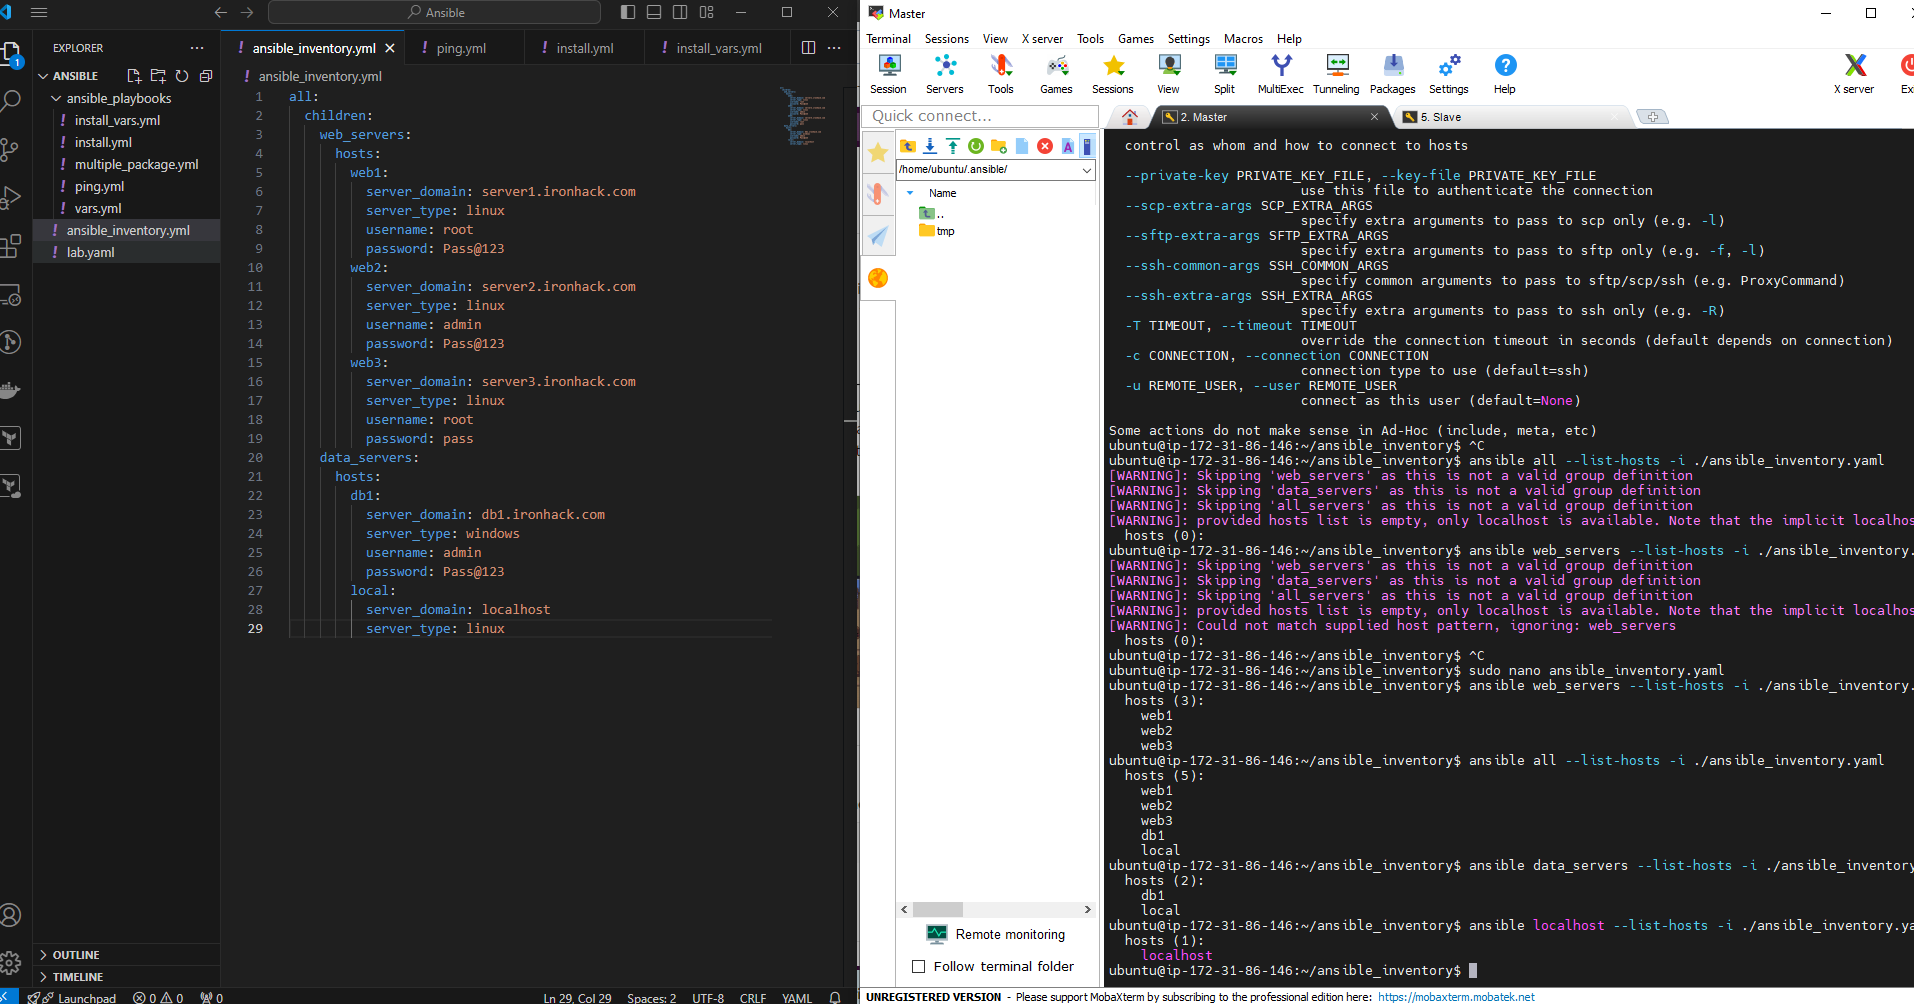 Ansible
EXPLORER
ANSIBLE
ansible_playbooks
! install_vars.yml
! install.yml
! multiple_package.yml
! ping.yml
! vars.yml
! ansible_inventory.yml
! lab.yaml
OUTLINE
TIMELINE
1
! ansible_inventory.yml
! ping.yml
! install.yml
! install_vars.yml
! ansible_inventory.yml
1 all:
2 children:
3 web_servers:
4 hosts:
5 web1:
6 server_domain: server1.ironhack.com
7 server_type: linux
8 username: root
9 password: Pass@123
10 web2:
11 server_domain: server2.ironhack.com
12 server_type: linux
13 username: admin
14 password: Pass@123
15 web3:
16 server_domain: server3.ironhack.com
17 server_type: linux
18 username: root
19 password: pass
20 data_servers:
21 hosts:
22 db1:
23 server_domain: db1.ironhack.com
24 server_type: windows
25 username: admin
26 password: Pass@123
27 local:
28 server_domain: localhost
29 server_type: linux
Launchpad 0 0 0 Ln 29, Col 29 Spaces: 2 UTF-8 CRLF YAML
Master
Terminal Sessions View X server Tools Games Settings Macros Help
Session Servers Tools Games Sessions View Split MultiExec Tunneling Packages Settings Help X server Ex
Quick connect...
2. Master
5. Slave
/home/ubuntu/.ansible/
Name
..
tmp
Remote monitoring
Follow terminal folder
control as whom and how to connect to hosts
--private-key PRIVATE_KEY_FILE, --key-file PRIVATE_KEY_FILE
use this file to authenticate the connection
--scp-extra-args SCP_EXTRA_ARGS
specify extra arguments to pass to scp only (e.g. -l)
--sftp-extra-args SFTP_EXTRA_ARGS
specify extra arguments to pass to sftp only (e.g. -f, -l)
--ssh-common-args SSH_COMMON_ARGS
specify common arguments to pass to sftp/scp/ssh (e.g. ProxyCommand)
--ssh-extra-args SSH_EXTRA_ARGS
specify extra arguments to pass to ssh only (e.g. -R)
-T TIMEOUT, --timeout TIMEOUT
override the connection timeout in seconds (default depends on connection)
-c CONNECTION, --connection CONNECTION
connection type to use (default=ssh)
-u REMOTE_USER, --user REMOTE_USER
connect as this user (default=None)
Some actions do not make sense in Ad-Hoc (include, meta, etc)
ubuntu@ip-172-31-86-146:~/ansible_inventory$ ^C
ubuntu@ip-172-31-86-146:~/ansible_inventory$ ansible all --list-hosts -i ./ansible_inventory.yaml
[WARNING]: Skipping 'web_servers' as this is not a valid group definition
[WARNING]: Skipping 'data_servers' as this is not a valid group definition
[WARNING]: Skipping 'all_servers' as this is not a valid group definition
[WARNING]: provided hosts list is empty, only localhost is available. Note that the implicit localhos
hosts (0):
ubuntu@ip-172-31-86-146:~/ansible_inventory$ ansible web_servers --list-hosts -i ./ansible_inventory.
[WARNING]: Skipping 'web_servers' as this is not a valid group definition
[WARNING]: Skipping 'data_servers' as this is not a valid group definition
[WARNING]: Skipping 'all_servers' as this is not a valid group definition
[WARNING]: provided hosts list is empty, only localhost is available. Note that the implicit localhos
[WARNING]: Could not match supplied host pattern, ignoring: web_servers
hosts (0):
ubuntu@ip-172-31-86-146:~/ansible_inventory$ ^C
ubuntu@ip-172-31-86-146:~/ansible_inventory$ sudo nano ansible_inventory.yaml
ubuntu@ip-172-31-86-146:~/ansible_inventory$ ansible web_servers --list-hosts -i ./ansible_inventory.
hosts (3):
web1
web2
web3
ubuntu@ip-172-31-86-146:~/ansible_inventory$ ansible all --list-hosts -i ./ansible_inventory.yaml
hosts (5):
web1
web2
web3
db1
local
ubuntu@ip-172-31-86-146:~/ansible_inventory$ ansible data_servers --list-hosts -i ./ansible_inventory
hosts (2):
db1
local
ubuntu@ip-172-31-86-146:~/ansible_inventory$ ansible localhost --list-hosts -i ./ansible_inventory.ya
hosts (1):
localhost
ubuntu@ip-172-31-86-146:~/ansible_inventory$
UNREGISTERED VERSION - Please support MobaXterm by subscribing to the professional edition here: https://mobaxterm.mobatek.net